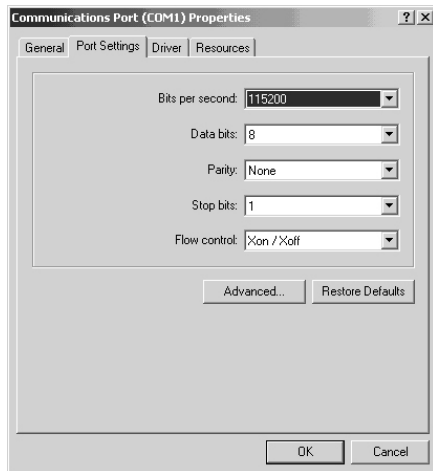 Communications Port (COM1) Properties
General Port Settings Driver Resources
Bits per second: 115200
Data bits: 8
Parity: None
Stop bits: 1
Flow control: Xon / Xoff
Advanced... Restore Defaults
OK Cancel